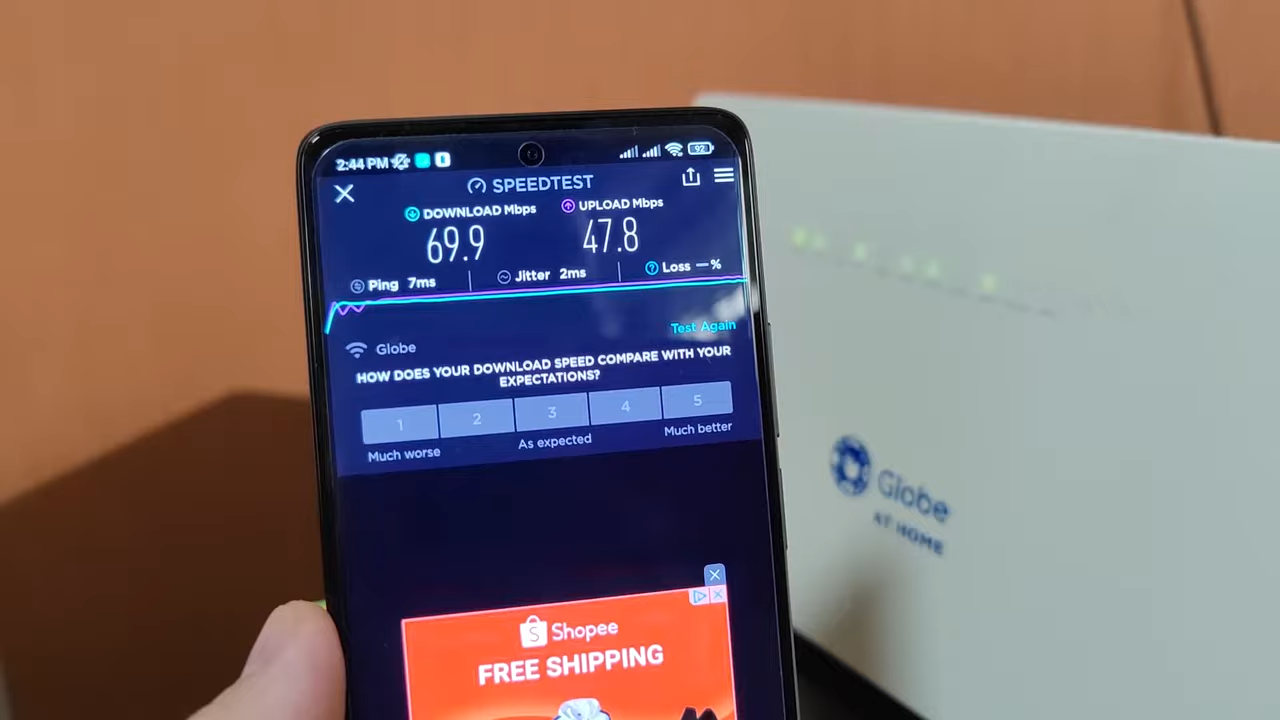 2:44 PM
92
SPEEDTEST
DOWNLOAD Mbps
UPLOAD Mbps
69.9
47.8
Ping 7ms
Jitter 2ms
Loss —%
Test Again
Globe
HOW DOES YOUR DOWNLOAD SPEED COMPARE WITH YOUR
EXPECTATIONS?
1 2 3 4 5
Much worse
As expected
Much better
Shopee
FREE SHIPPING
Globe
AT HOME